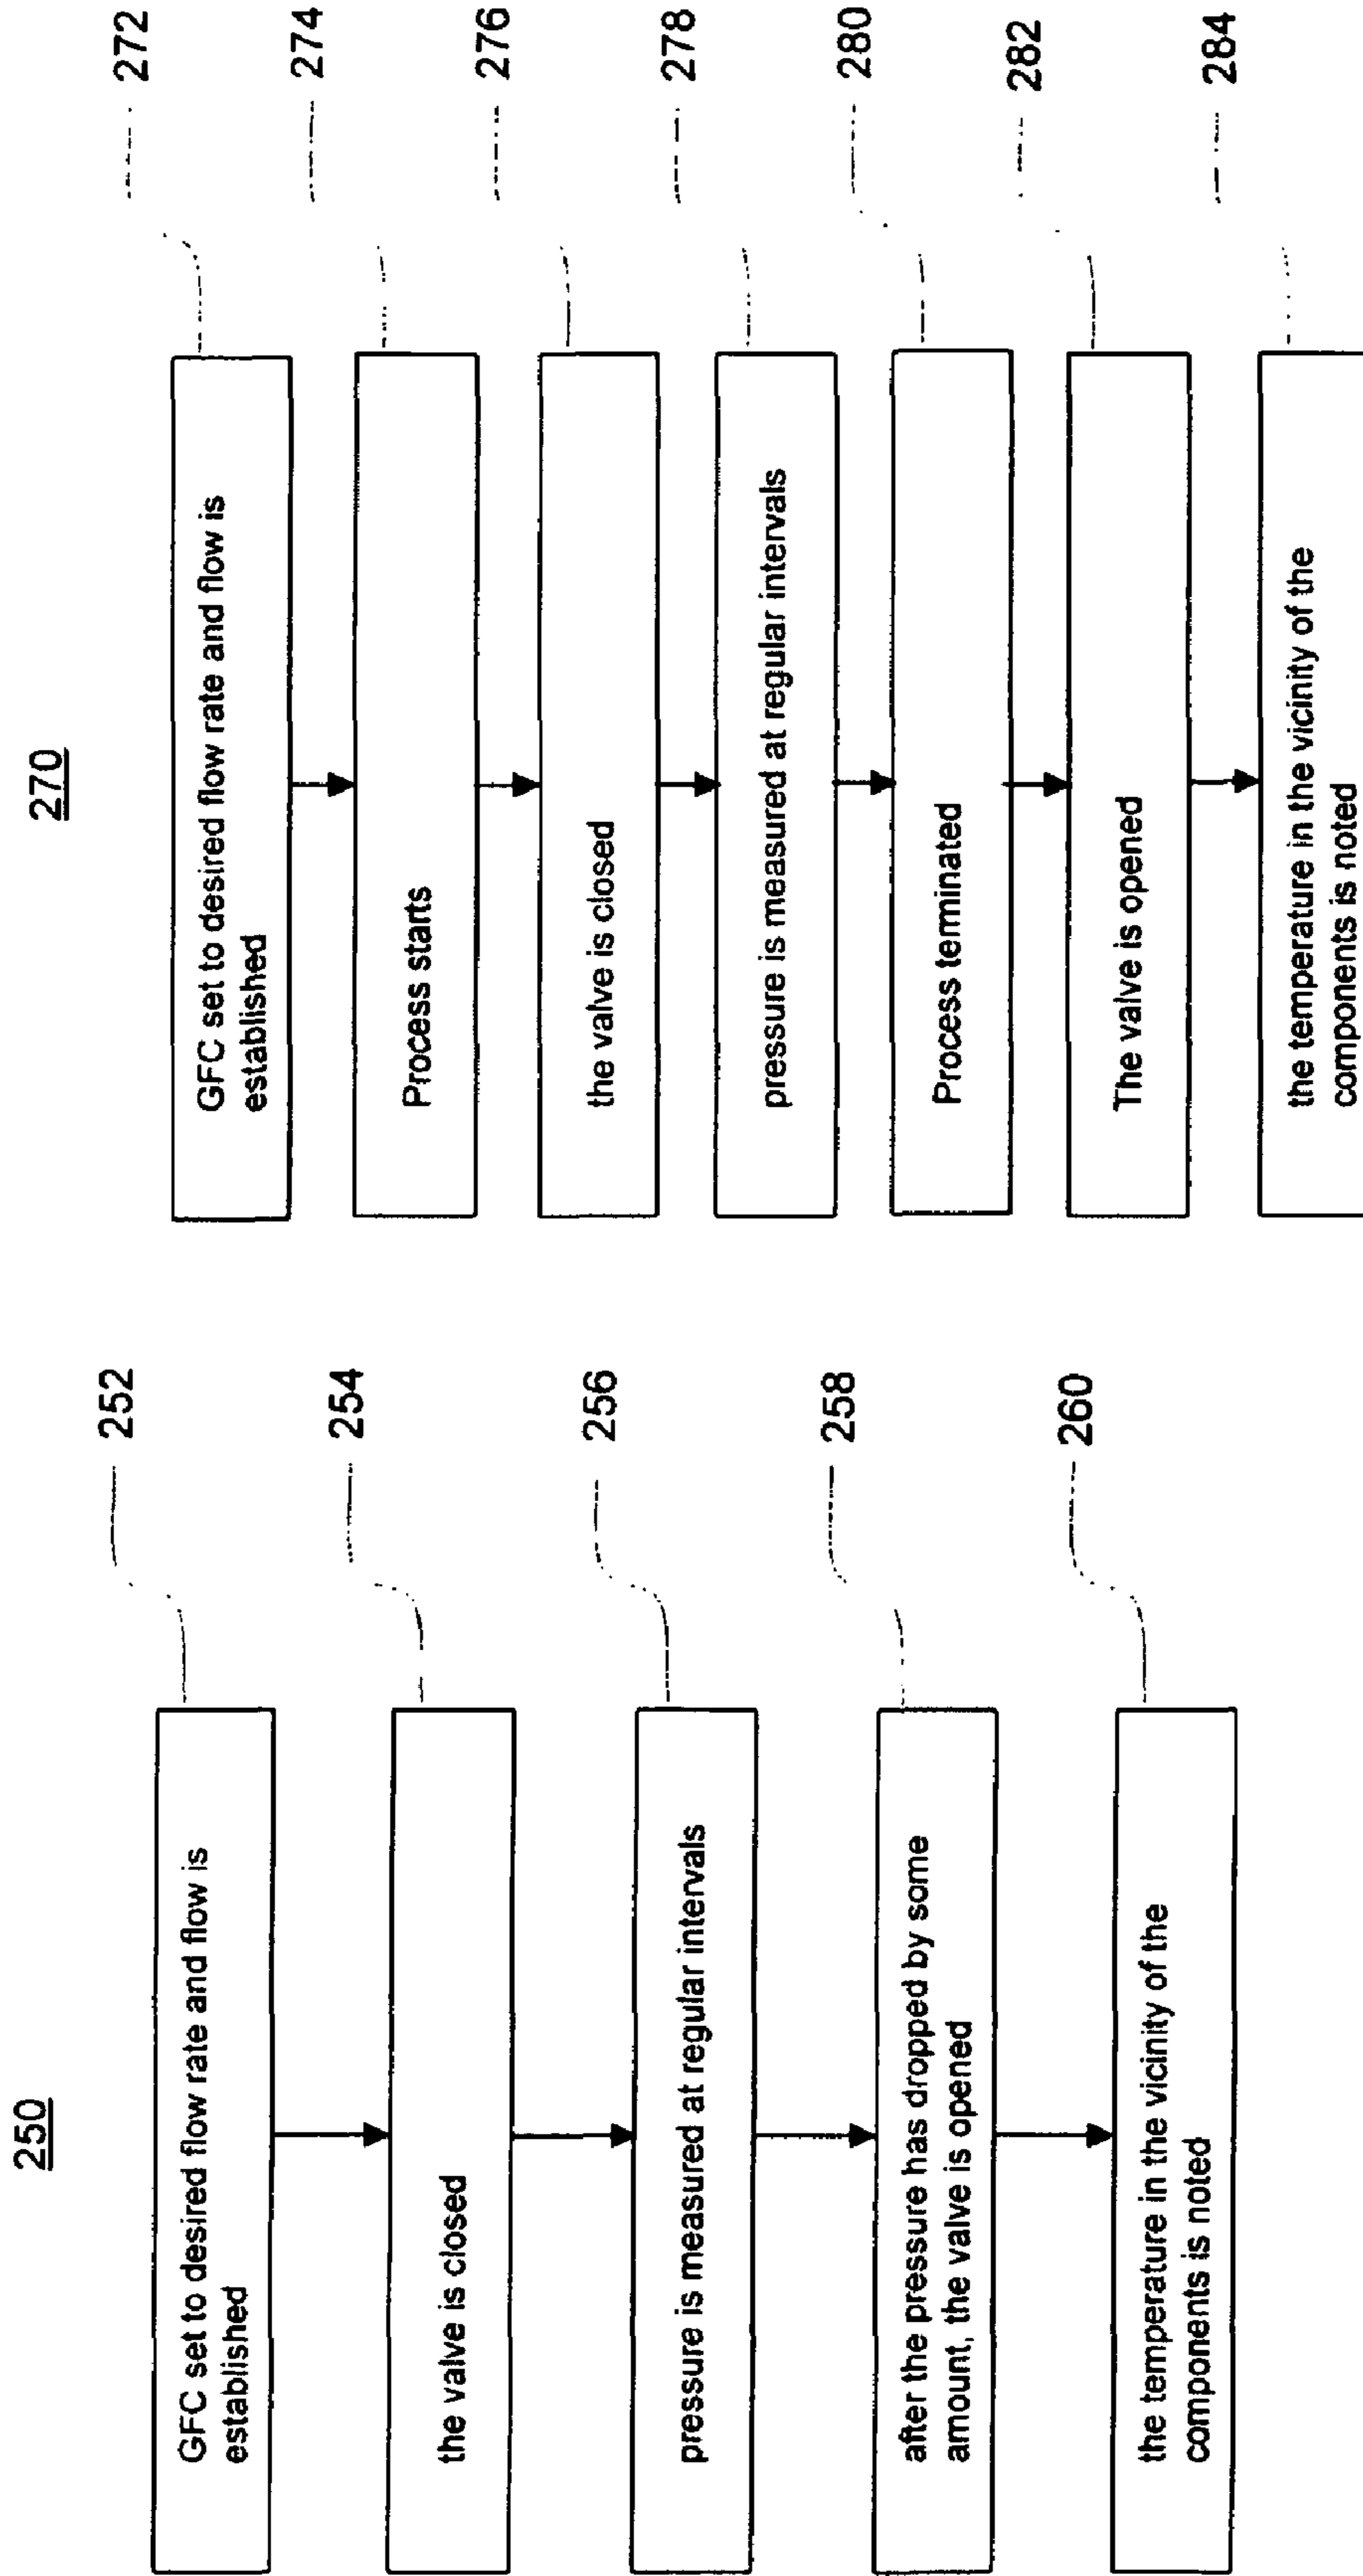 250
GFC set to desired flow rate and flow is
established
252
the valve is closed
254
pressure is measured at regular intervals
256
after the pressure has dropped by some
amount, the valve is opened
258
the temperature in the vicinity of the
components is noted
260
270
GFC set to desired flow rate and flow is
established
272
Process starts
274
the valve is closed
276
pressure is measured at regular intervals
278
Process terminated
280
The valve is opened
282
the temperature in the vicinity of the
components is noted
284